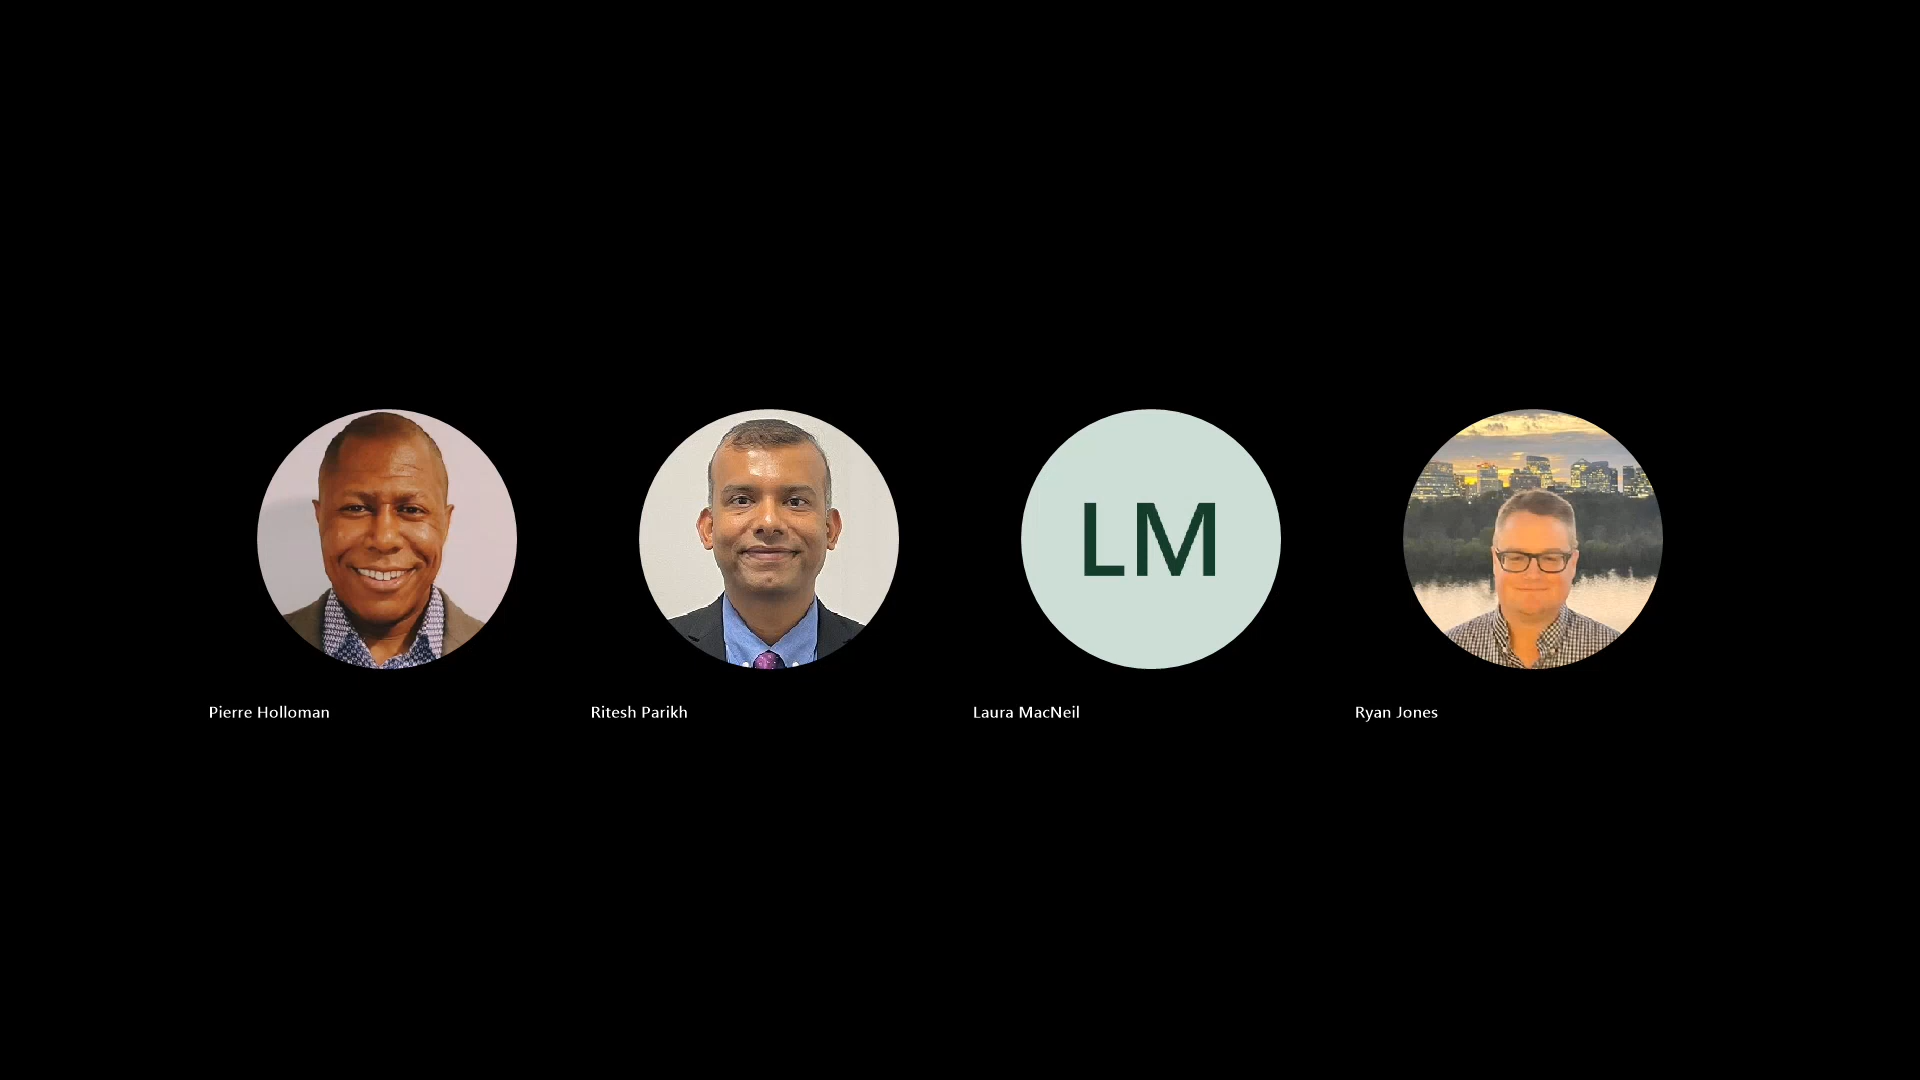 LM
Pierre Holloman
Ritesh Parikh
Laura MacNeil
Ryan Jones